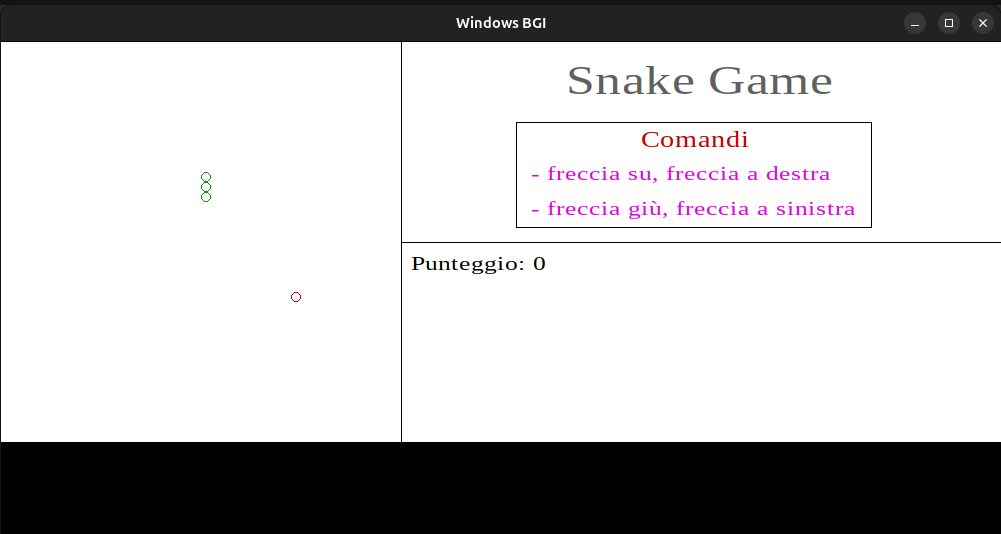 Windows BGI
Snake Game
Comandi
- freccia su, freccia a destra
- freccia giù, freccia a sinistra
Punteggio: 0